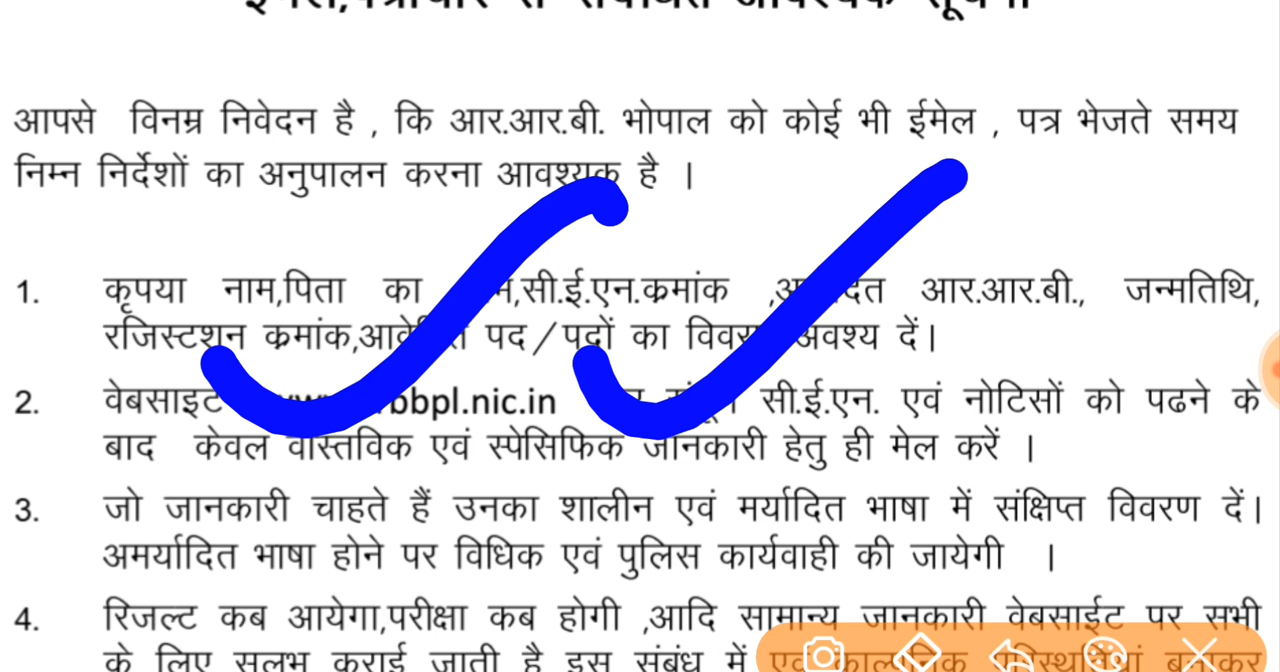 आपसे विनम्र निवेदन है , कि आर.आर.बी. भोपाल को कोई भी ईमेल , पत्र भेजते समय
निम्न निर्देशों का अनुपालन करना आवश्यक है ।
1. कृपया नाम,पिता का सी.ई.एन.क्रमांक , आर.आर.बी., जन्मतिथि,
रजिस्टशन क्रमांक, पद/पदों का अवश्य दें।
2. वेबसाइट bbpl.nic.in सी.ई.एन. एवं नोटिसों को पढने के
बाद केवल वास्तविक एवं स्पेसिफिक जानकारी हेतु ही मेल करें ।
3. जो जानकारी चाहते हैं उनका शालीन एवं मर्यादित भाषा में संक्षिप्त विवरण दें।
अमर्यादित भाषा होने पर विधिक एवं पुलिस कार्यवाही की जायेगी ।
4. रिजल्ट कब आयेगा,परीक्षा कब होगी ,आदि सामान्य जानकारी वेबसाईट पर सभी
के लिए सुलभ कराई जाती है इस संबंध में